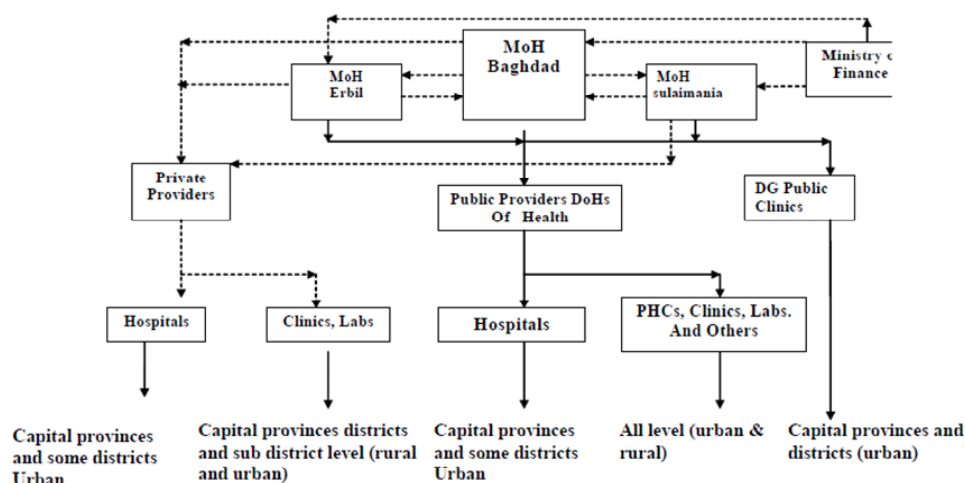 MoH
Baghdad
Ministry o
Finance
MoH
Erbil
MoH
sulaimania
Private
Providers
Public Providers DoHs
Of Health
DG Public
Clinics
Hospitals
Clinics, Labs
Hospitals
PHCs, Clinics, Labs.
And Others
Capital provinces
and some districts
Urban
Capital provinces districts
and sub district level (rural
and urban)
Capital provinces
and some districts
Urban
All level (urban &
rural)
Capital provinces and
districts (urban)